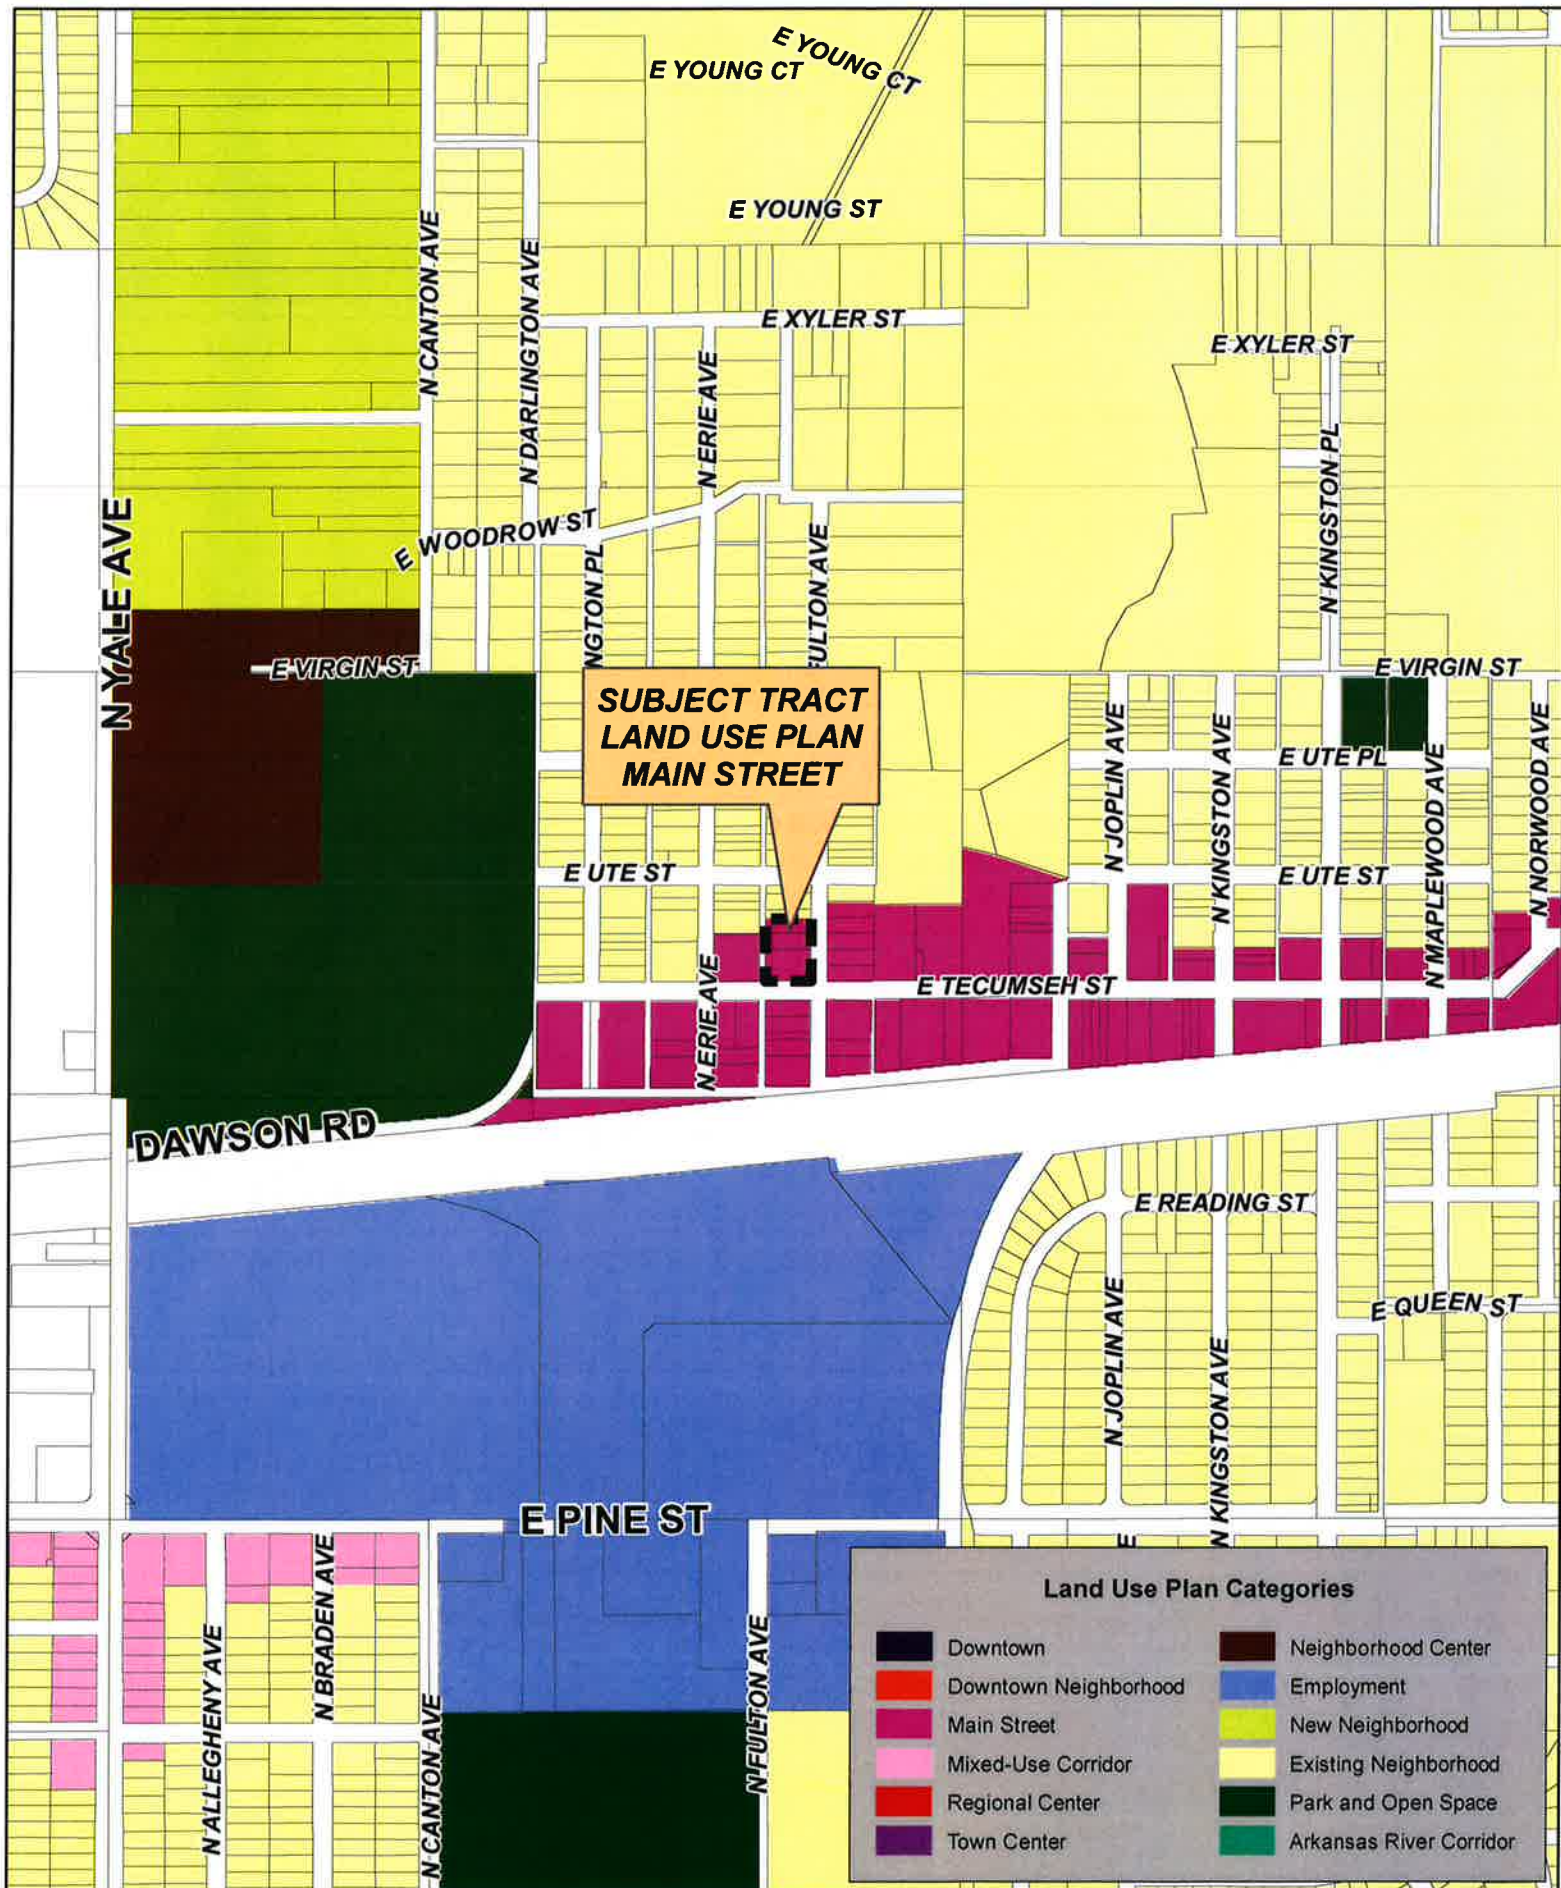 E YOUNG CT
E YOUNG CT
E YOUNG ST
N CANTON AVE
N DARLINGTON AVE
E XYLER ST
E XYLER ST
N ERIE AVE
N KINGSTON PL
N YALE AVE
E WOODROW ST
NGTON PL
FULTON AVE
E VIRGIN ST
E VIRGIN ST
SUBJECT TRACT
LAND USE PLAN
MAIN STREET
N JOPLIN AVE
N KINGSTON AVE
E UTE PL
N MAPLEWOOD AVE
N NORWOOD AVE
E UTE ST
E UTE ST
N ERIE AVE
E TECUMSEH ST
DAWSON RD
E READING ST
N JOPLIN AVE
N KINGSTON AVE
E QUEEN ST
E PINE ST
E
N ALLEGHENY AVE
N BRADEN AVE
N CANTON AVE
N FULTON AVE
Land Use Plan Categories
Downtown
Downtown Neighborhood
Main Street
Mixed-Use Corridor
Regional Center
Town Center
Neighborhood Center
Employment
New Neighborhood
Existing Neighborhood
Park and Open Space
Arkansas River Corridor